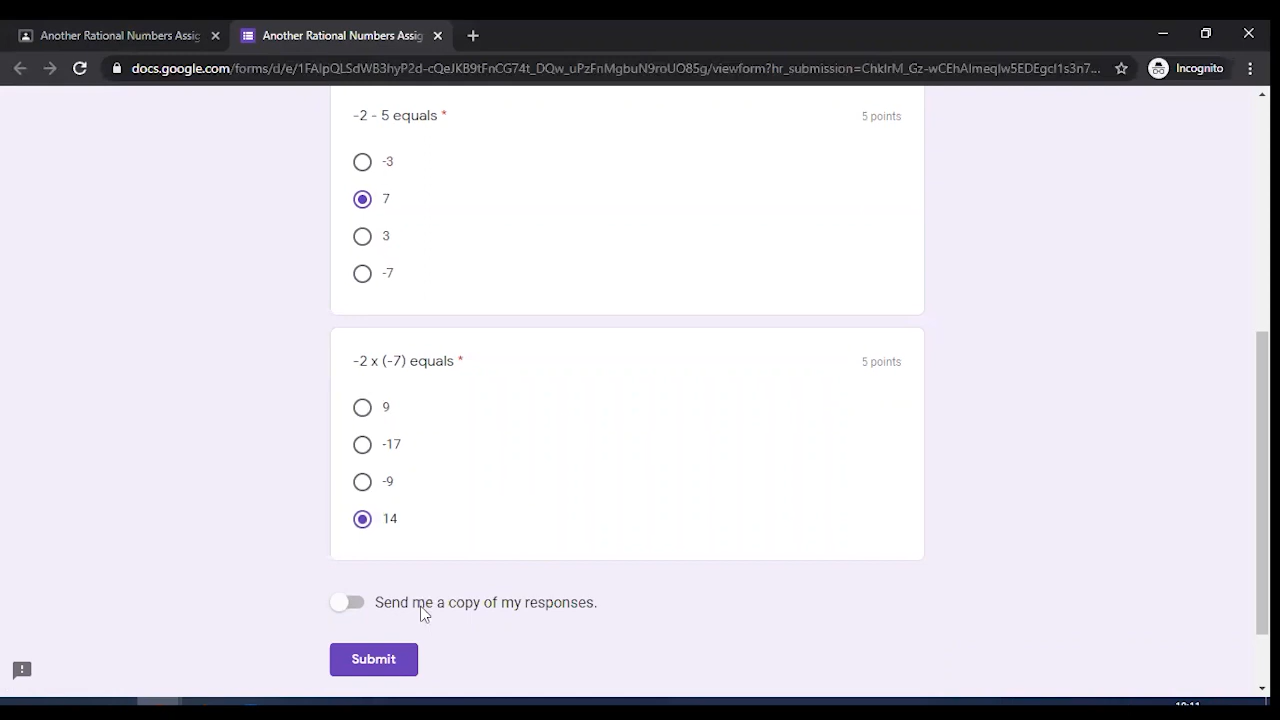 Another Rational Numbers Assig
Another Rational Numbers Assig
docs.google.com/forms/d/e/1FAIpQLSdWB3hyP2d-cQeJKB9tFnCG74t_DQw_uPzFnMgbuN9roUO85g/viewform?hr_submission=ChkIrM_Gz-wCEhAImeqIw5EDEgcI1s3n7...
Incognito
-2 - 5 equals *
5 points
-3
7
3
-7
-2 x (-7) equals *
5 points
9
-17
-9
14
Send me a copy of my responses.
Submit